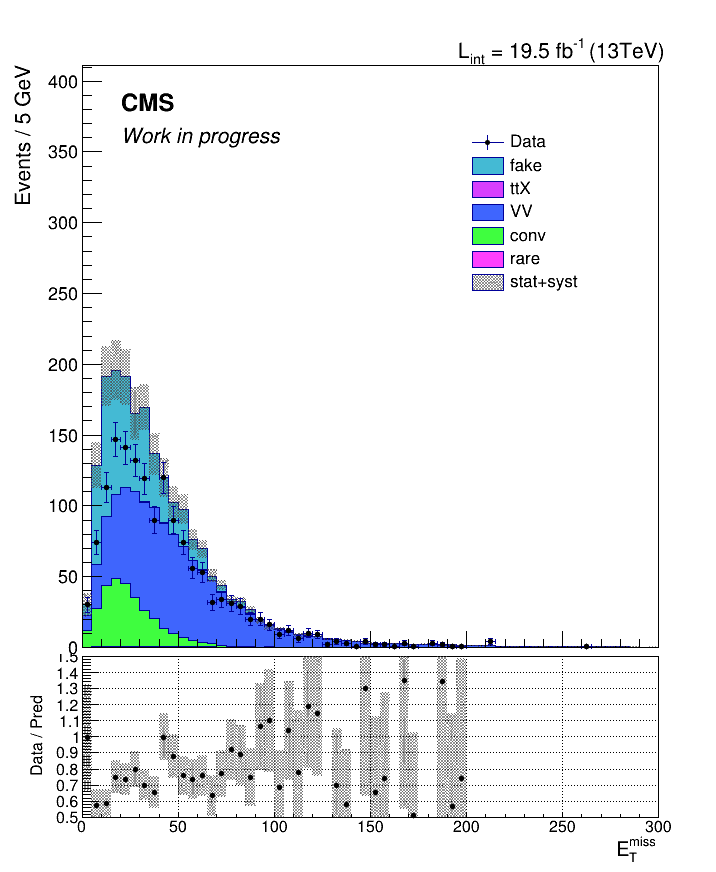 L_int = 19.5 fb^-1 (13TeV)
Events / 5 GeV
400
350
300
250
200
150
100
50
0
CMS
Work in progress
Data
fake
ttX
VV
conv
rare
stat+syst
Data / Pred
1.5
1.4
1.3
1.2
1.1
1
0.9
0.8
0.7
0.6
0.5
0 50 100 150 200 250 300
E_T^miss